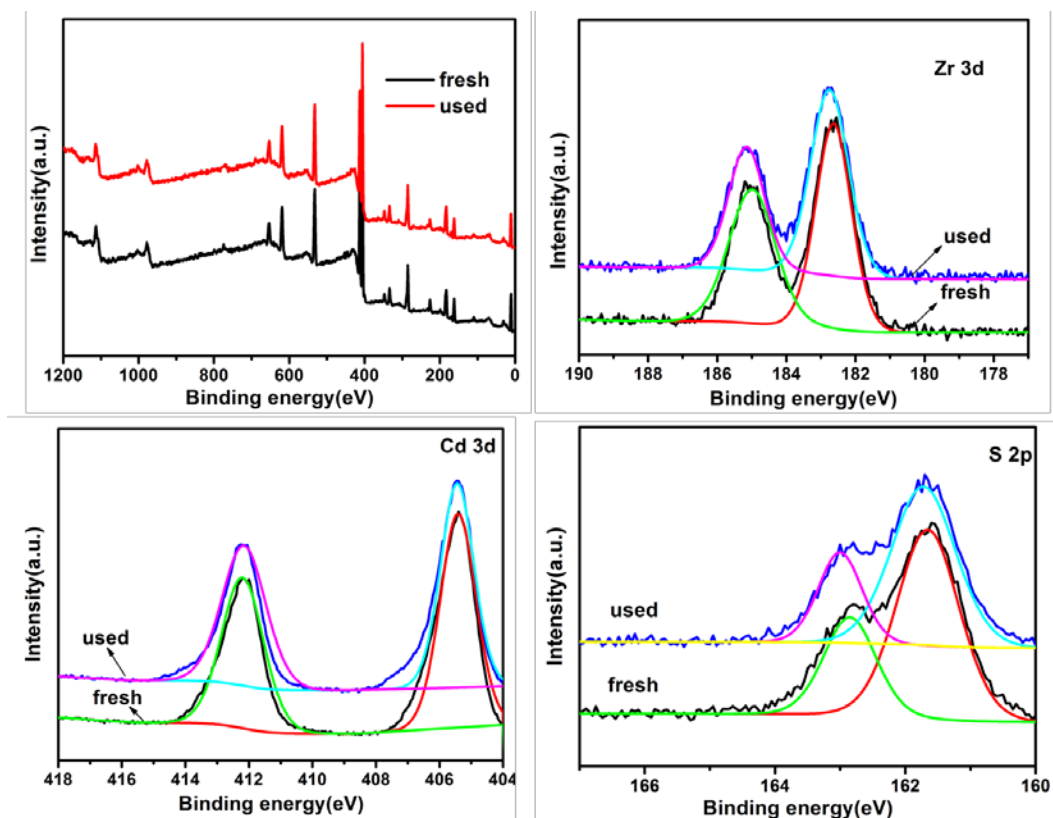 fresh
used
Intensity(a.u.)
1200 1000 800 600 400 200 0
Binding energy(eV)
Zr 3d
used
fresh
Intensity(a.u.)
190 188 186 184 182 180 178
Binding energy(eV)
Cd 3d
used
fresh
Intensity(a.u.)
418 416 414 412 410 408 406 404
Binding energy(eV)
S 2p
used
fresh
Intensity(a.u.)
166 164 162 160
Binding energy(eV)